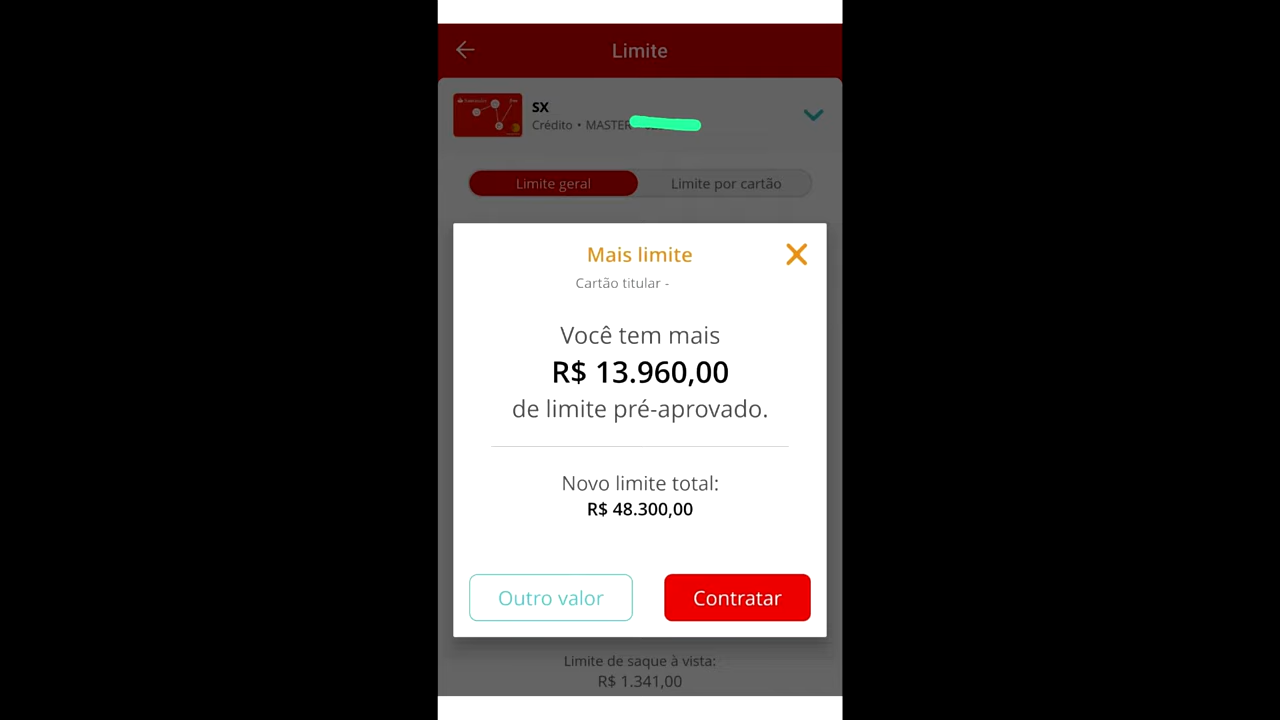 Limite
Santander
SX
Crédito • MASTER
Limite geral
Limite por cartão
Mais limite
Cartão titular -
Você tem mais
R$ 13.960,00
de limite pré-aprovado.
Novo limite total:
R$ 48.300,00
Outro valor
Contratar
Limite de saque à vista:
R$ 1.341,00